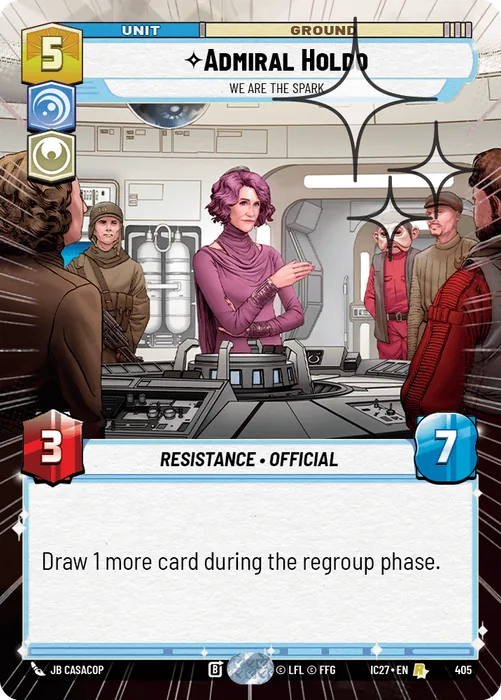 UNIT GROUND
5
ADMIRAL HOLDO
WE ARE THE SPARK
3
7
RESISTANCE • OFFICIAL
Draw 1 more card during the regroup phase.
JB CASACOP B © LFL © FFG IC27 • EN R 405